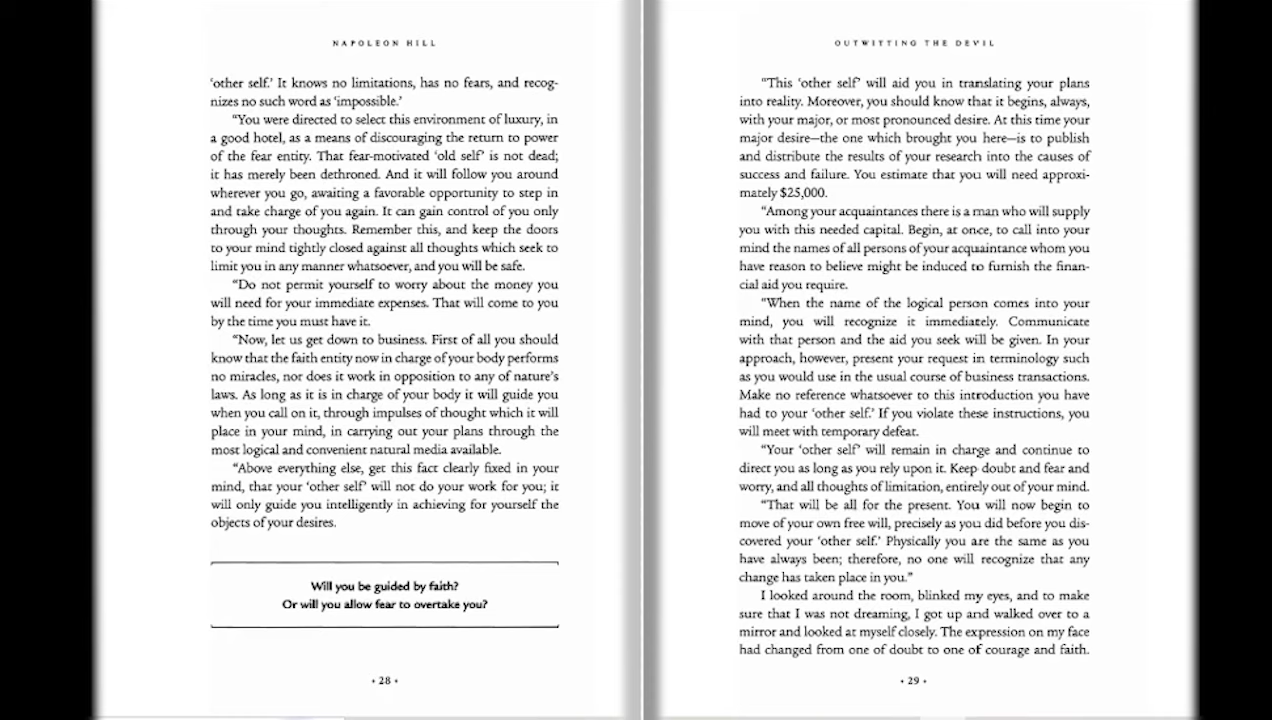 NAPOLEON HILL
'other self.' It knows no limitations, has no fears, and recog-
nizes no such word as 'impossible.'
"You were directed to select this environment of luxury, in
a good hotel, as a means of discouraging the return to power
of the fear entity. That fear-motivated 'old self' is not dead;
it has merely been dethroned. And it will follow you around
wherever you go, awaiting a favorable opportunity to step in
and take charge of you again. It can gain control of you only
through your thoughts. Remember this, and keep the doors
to your mind tightly closed against all thoughts which seek to
limit you in any manner whatsoever, and you will be safe.
"Do not permit yourself to worry about the money you
will need for your immediate expenses. That will come to you
by the time you must have it.
"Now, let us get down to business. First of all you should
know that the faith entity now in charge of your body performs
no miracles, nor does it work in opposition to any of nature's
laws. As long as it is in charge of your body it will guide you
when you call on it, through impulses of thought which it will
place in your mind, in carrying out your plans through the
most logical and convenient natural media available.
"Above everything else, get this fact clearly fixed in your
mind, that your 'other self' will not do your work for you; it
will only guide you intelligently in achieving for yourself the
objects of your desires.
Will you be guided by faith?
Or will you allow fear to overtake you?
• 28 •
OUTWITTING THE DEVIL
"This 'other self' will aid you in translating your plans
into reality. Moreover, you should know that it begins, always,
with your major, or most pronounced desire. At this time your
major desire—the one which brought you here—is to publish
and distribute the results of your research into the causes of
success and failure. You estimate that you will need approxi-
mately $25,000.
"Among your acquaintances there is a man who will supply
you with this needed capital. Begin, at once, to call into your
mind the names of all persons of your acquaintance whom you
have reason to believe might be induced to furnish the finan-
cial aid you require.
"When the name of the logical person comes into your
mind, you will recognize it immediately. Communicate
with that person and the aid you seek will be given. In your
approach, however, present your request in terminology such
as you would use in the usual course of business transactions.
Make no reference whatsoever to this introduction you have
had to your 'other self.' If you violate these instructions, you
will meet with temporary defeat.
"Your 'other self' will remain in charge and continue to
direct you as long as you rely upon it. Keep doubt and fear and
worry, and all thoughts of limitation, entirely out of your mind.
"That will be all for the present. You will now begin to
move of your own free will, precisely as you did before you dis-
covered your 'other self.' Physically you are the same as you
have always been; therefore, no one will recognize that any
change has taken place in you."
I looked around the room, blinked my eyes, and to make
sure that I was not dreaming, I got up and walked over to a
mirror and looked at myself closely. The expression on my face
had changed from one of doubt to one of courage and faith.
• 29 •